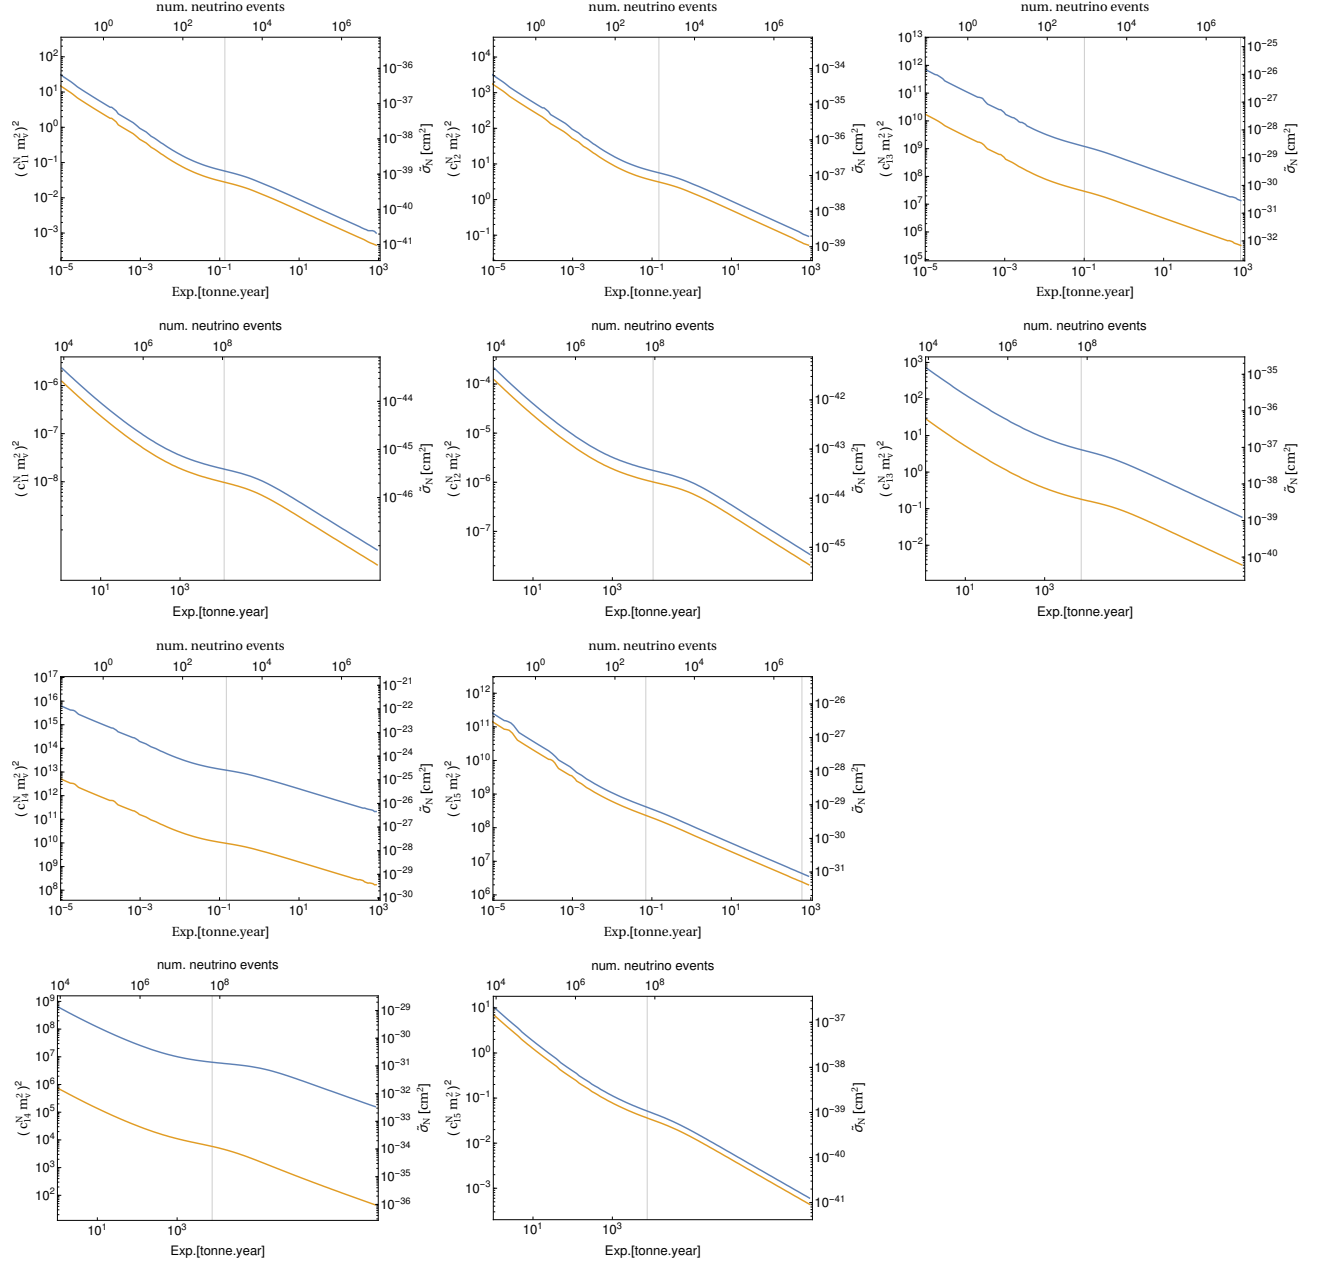 num. neutrino events num. neutrino events num. neutrino events
10^0 10^2 10^4 10^6 10^0 10^2 10^4 10^6 10^0 10^2 10^4 10^6
(c_11^N m_v^2)^2
10^2 10^1 10^0 10^-1 10^-2 10^-3
10^-36 10^-37 10^-38 10^-39 10^-40 10^-41
σ̃_N [cm^2]
(c_12^N m_v^2)^2
10^4 10^3 10^2 10^1 10^0 10^-1
10^-34 10^-35 10^-36 10^-37 10^-38 10^-39
σ̃_N [cm^2]
(c_13^N m_v^2)^2
10^13 10^12 10^11 10^10 10^9 10^8 10^7 10^6 10^5
10^-25 10^-26 10^-27 10^-28 10^-29 10^-30 10^-31 10^-32
σ̃_N [cm^2]
10^-5 10^-3 10^-1 10^1 10^3 10^-5 10^-3 10^-1 10^1 10^3 10^-5 10^-3 10^-1 10^1 10^3
Exp.[tonne.year] Exp.[tonne.year] Exp.[tonne.year]
num. neutrino events num. neutrino events num. neutrino events
10^4 10^6 10^8 10^4 10^6 10^8 10^4 10^6 10^8
(c_11^N m_v^2)^2
10^-6 10^-7 10^-8
10^-44 10^-45 10^-46
σ̃_N [cm^2]
(c_12^N m_v^2)^2
10^-4 10^-5 10^-6 10^-7
10^-42 10^-43 10^-44 10^-45
σ̃_N [cm^2]
(c_13^N m_v^2)^2
10^3 10^2 10^1 10^0 10^-1 10^-2
10^-35 10^-36 10^-37 10^-38 10^-39 10^-40
σ̃_N [cm^2]
10^1 10^3 10^1 10^3 10^1 10^3
Exp.[tonne.year] Exp.[tonne.year] Exp.[tonne.year]
num. neutrino events num. neutrino events
10^0 10^2 10^4 10^6 10^0 10^2 10^4 10^6
(c_14^N m_v^2)^2
10^17 10^16 10^15 10^14 10^13 10^12 10^11 10^10 10^9 10^8
10^-21 10^-22 10^-23 10^-24 10^-25 10^-26 10^-27 10^-28 10^-29 10^-30
σ̃_N [cm^2]
(c_15^N m_v^2)^2
10^12 10^11 10^10 10^9 10^8 10^7 10^6
10^-26 10^-27 10^-28 10^-29 10^-30 10^-31
σ̃_N [cm^2]
10^-5 10^-3 10^-1 10^1 10^3 10^-5 10^-3 10^-1 10^1 10^3
Exp.[tonne.year] Exp.[tonne.year]
num. neutrino events num. neutrino events
10^4 10^6 10^8 10^4 10^6 10^8
(c_14^N m_v^2)^2
10^9 10^8 10^7 10^6 10^5 10^4 10^3 10^2
10^-29 10^-30 10^-31 10^-32 10^-33 10^-34 10^-35 10^-36
σ̃_N [cm^2]
(c_15^N m_v^2)^2
10^1 10^0 10^-1 10^-2 10^-3
10^-37 10^-38 10^-39 10^-40 10^-41
σ̃_N [cm^2]
10^1 10^3 10^1 10^3
Exp.[tonne.year] Exp.[tonne.year]